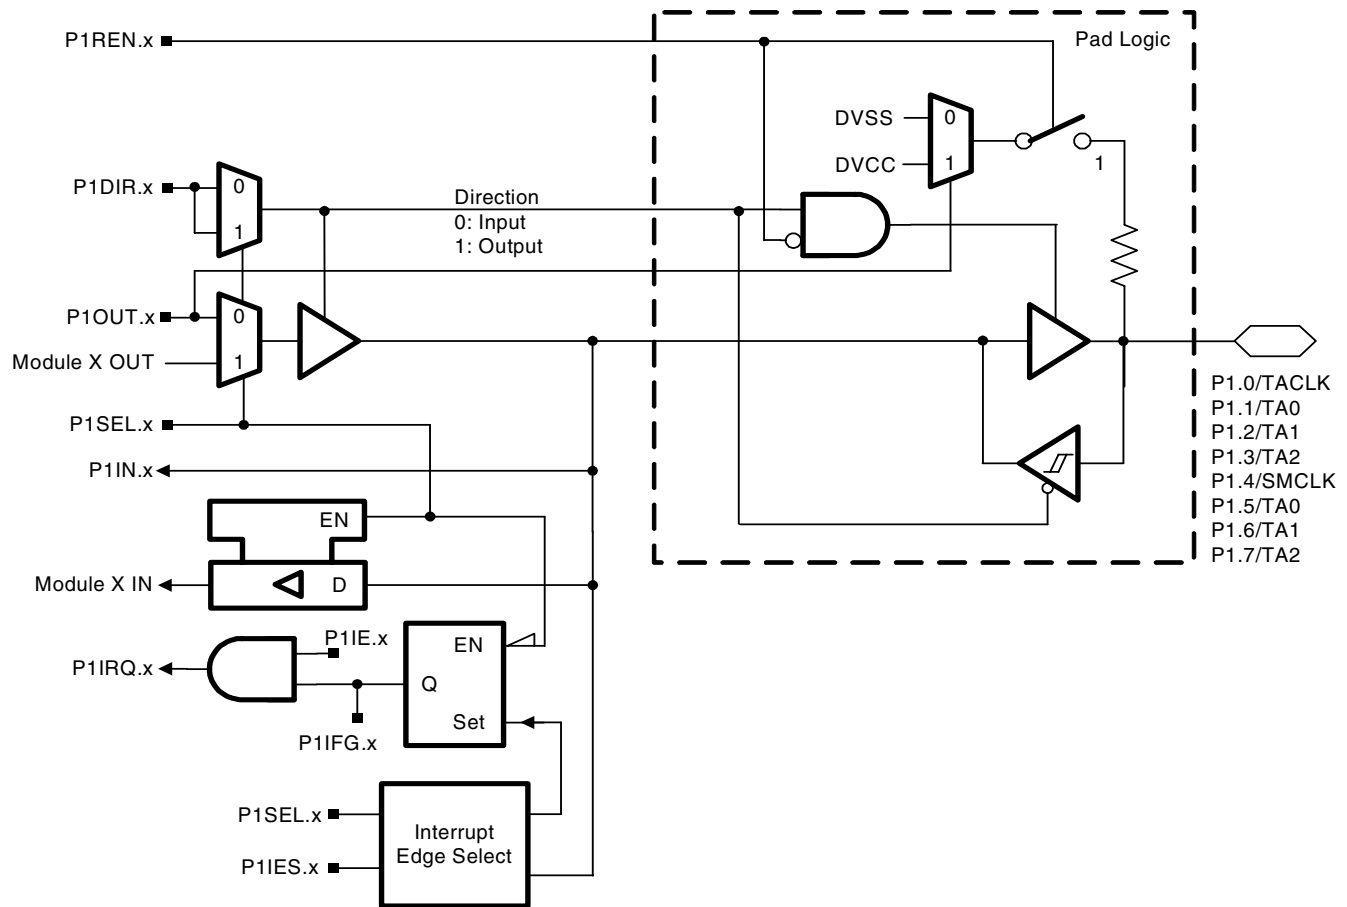 P1REN.x
Pad Logic
DVSS
0
DVCC
1
1
P1DIR.x
0
1
Direction
0: Input
1: Output
P1OUT.x
0
Module X OUT
1
P1SEL.x
P1IN.x
EN
Module X IN
D
P1IRQ.x
P1IE.x
EN
Q
Set
P1IFG.x
P1SEL.x
P1IES.x
Interrupt
Edge Select
P1.0/TACLK
P1.1/TA0
P1.2/TA1
P1.3/TA2
P1.4/SMCLK
P1.5/TA0
P1.6/TA1
P1.7/TA2